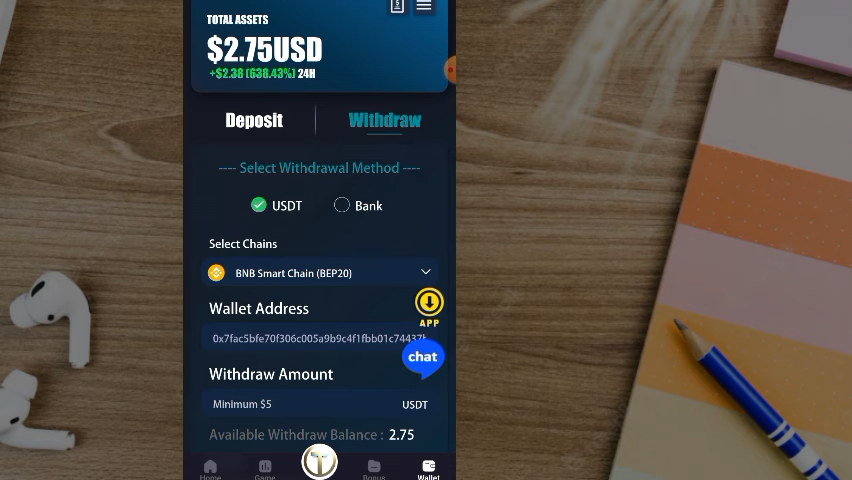 TOTAL ASSETS
$2.75USD
+$2.38 (638.43%) 24H
Deposit
Withdraw
---- Select Withdrawal Method ----
USDT
Bank
Select Chains
BNB Smart Chain (BEP20)
Wallet Address
APP
0x7fac5bfe70f306c005a9b9c4f1fbb01c74437
chat
Withdraw Amount
Minimum $5
USDT
Available Withdraw Balance : 2.75
Home
Game
Bonus
Wallet